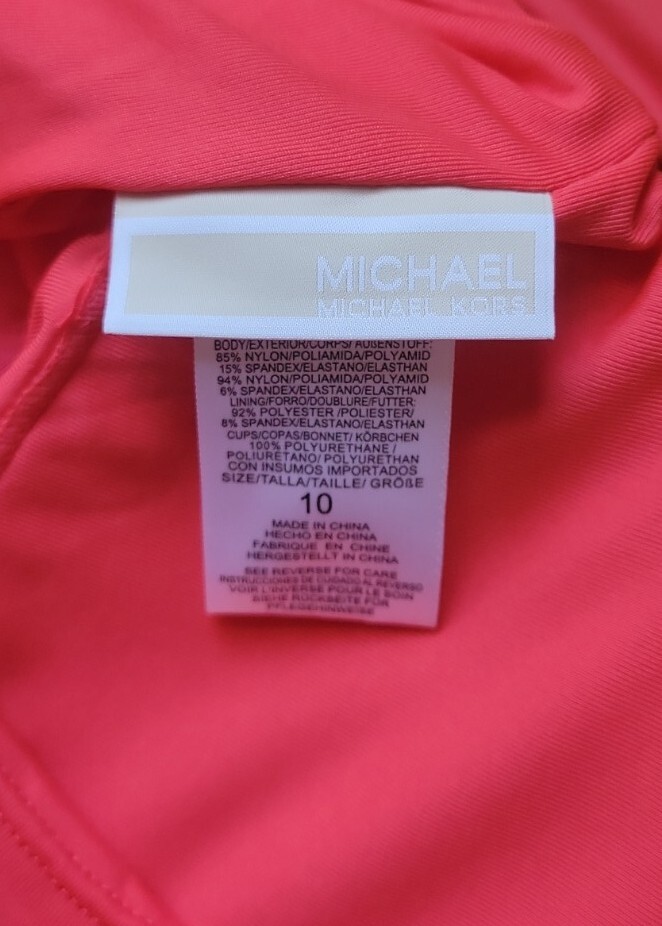 MICHAEL
MICHAEL KORS
BODY/EXTERIOR/CORPS/ AUßENSTOFF:
85% NYLON/POLIAMIDA/POLYAMID
15% SPANDEX/ELASTANO/ELASTHAN
94% NYLON/POLIAMIDA/POLYAMID
6% SPANDEX/ELASTANO/ELASTHAN
LINING/FORRO/DOUBLURE/FUTTER:
92% POLYESTER /POLIESTER/
8% SPANDEX/ELASTANO/ELASTHAN
CUPS/COPAS/BONNET/ KÖRBCHEN
100% POLYURETHANE /
POLIURETANO/ POLYURETHAN
CON INSUMOS IMPORTADOS
SIZE/TALLA/TAILLE/ GRÖßE
10
MADE IN CHINA
HECHO EN CHINA
FABRIQUE EN CHINE
HERGESTELLT IN CHINA
SEE REVERSE FOR CARE
INSTRUCCIONES DE CUIDADO AL REVERSO
VOIR L'INVERSE POUR LE SOIN
SIEHE RÜCKSEITE FÜR
PFLEGEHINWEISE